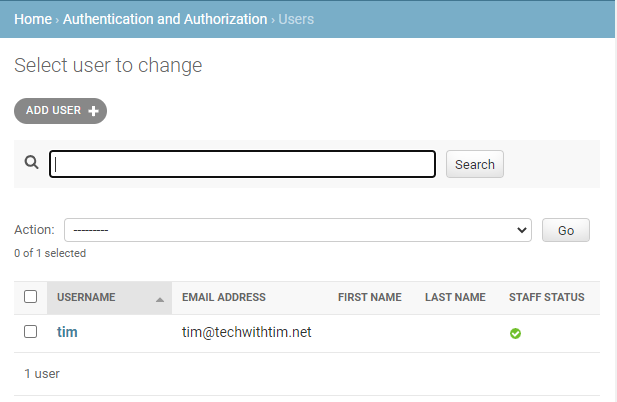 Home › Authentication and Authorization › Users
Select user to change
ADD USER +
Search
Action: ---------
Go
0 of 1 selected
USERNAME EMAIL ADDRESS FIRST NAME LAST NAME STAFF STATUS
tim tim@techwithtim.net
1 user